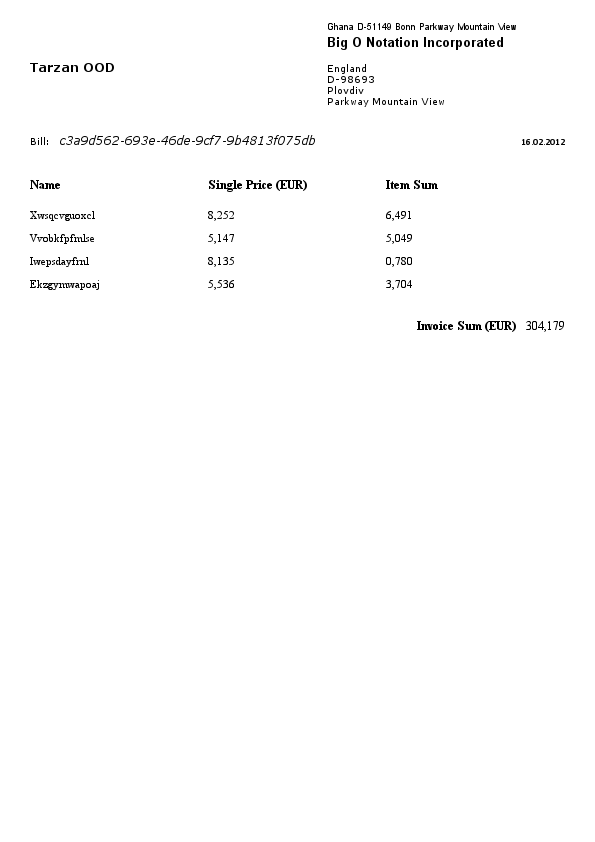 Ghana D-51149 Bonn Parkway Mountain View
Big O Notation Incorporated
Tarzan OOD
England
D-98693
Plovdiv
Parkway Mountain View
Bill: c3a9d562-693e-46de-9cf7-9b4813f075db 16.02.2012
Name Single Price (EUR) Item Sum
Xwsqcvguoxcl 8,252 6,491
Vvobkfpfmlse 5,147 5,049
Iwepsdayfrnl 8,135 0,780
Ekzgymwapoaj 5,536 3,704
Invoice Sum (EUR) 304,179